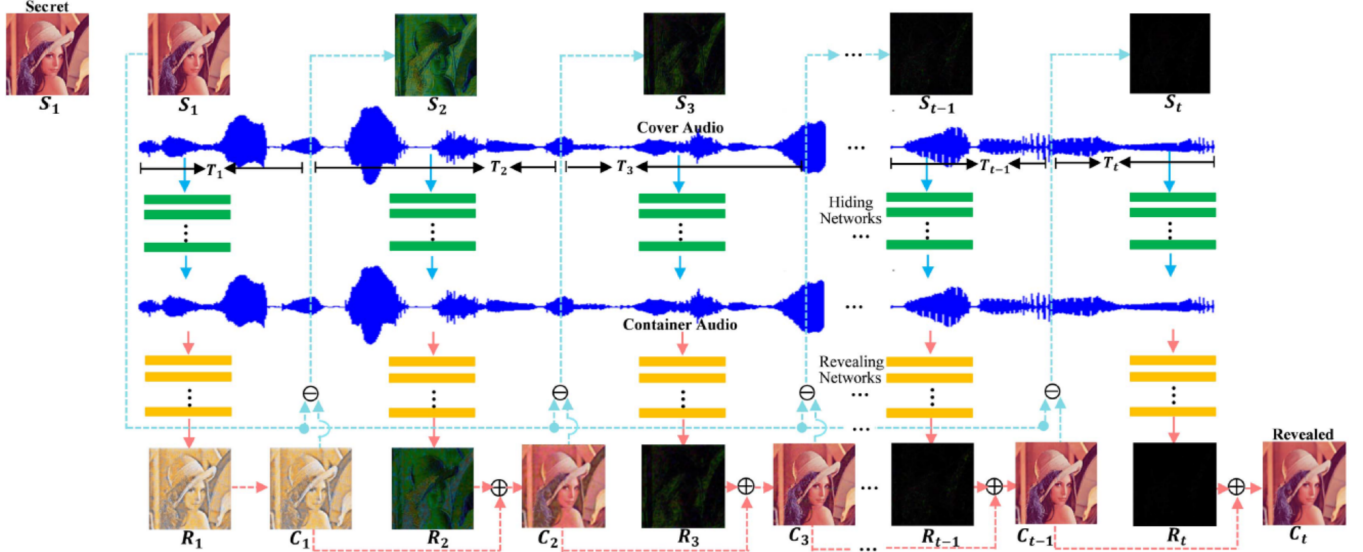 Secret
S₁
S₁
S₂
S₃
...
Sₜ₋₁
Sₜ
Cover Audio
...
T₁
T₂
T₃
Tₜ₋₁
Tₜ
Hiding
Networks
...
Container Audio
...
Revealing
Networks
...
...
Revealed
...
R₁
C₁
R₂
C₂
R₃
C₃
Rₜ₋₁
Cₜ₋₁
Rₜ
Cₜ
...